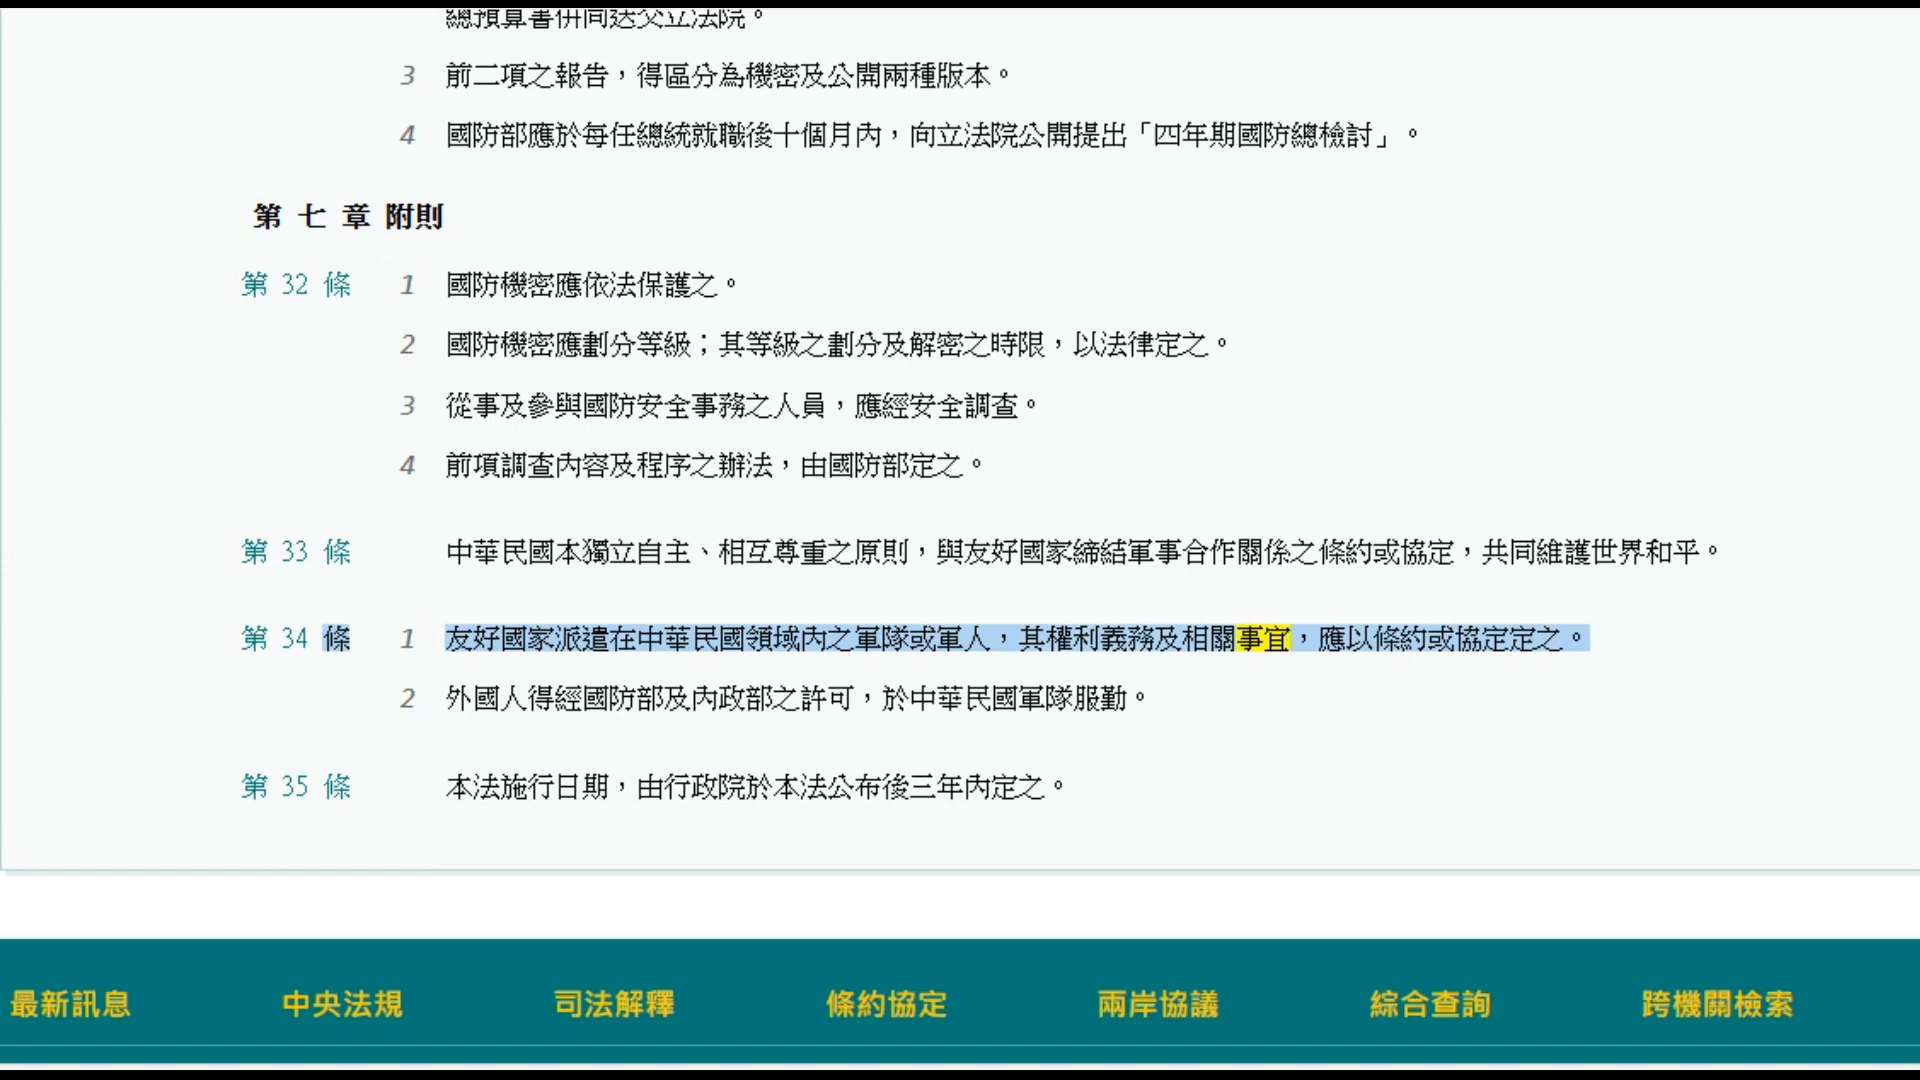 總預算書併同送交立法院。
3 前二項之報告，得區分為機密及公開兩種版本。
4 國防部應於每任總統就職後十個月內，向立法院公開提出「四年期國防總檢討」。
第 七 章 附則
第 32 條 1 國防機密應依法保護之。
2 國防機密應劃分等級；其等級之劃分及解密之時限，以法律定之。
3 從事及參與國防安全事務之人員，應經安全調查。
4 前項調查內容及程序之辦法，由國防部定之。
第 33 條 中華民國本獨立自主、相互尊重之原則，與友好國家締結軍事合作關係之條約或協定，共同維護世界和平。
第 34 條 1 友好國家派遣在中華民國領域內之軍隊或軍人，其權利義務及相關事宜，應以條約或協定定之。
2 外國人得經國防部及內政部之許可，於中華民國軍隊服勤。
第 35 條 本法施行日期，由行政院於本法公布後三年內定之。
最新訊息 中央法規 司法解釋 條約協定 兩岸協議 綜合查詢 跨機關檢索